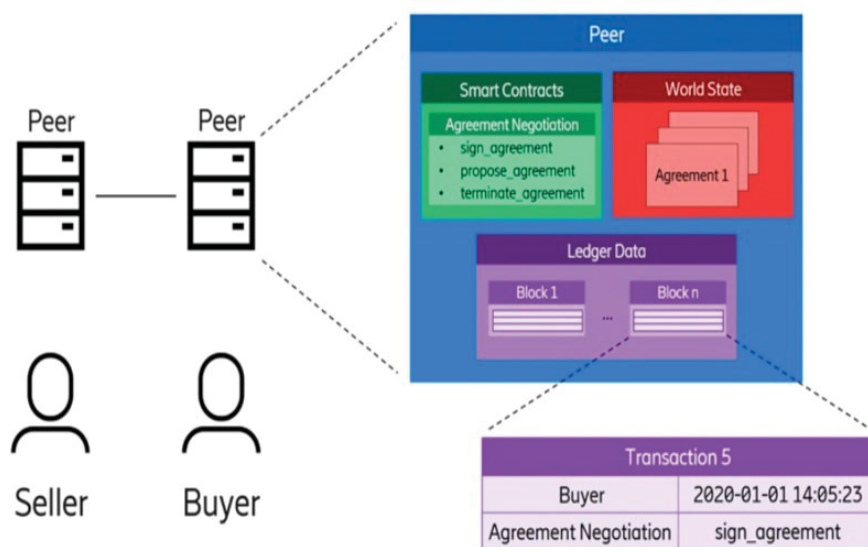 Peer
Peer
Seller
Buyer
Peer
Smart Contracts
Agreement Negotiation
• sign_agreement
• propose_agreement
• terminate_agreement
World State
Agreement 1
Ledger Data
Block 1
...
Block n
Transaction 5
Buyer 2020-01-01 14:05:23
Agreement Negotiation sign_agreement